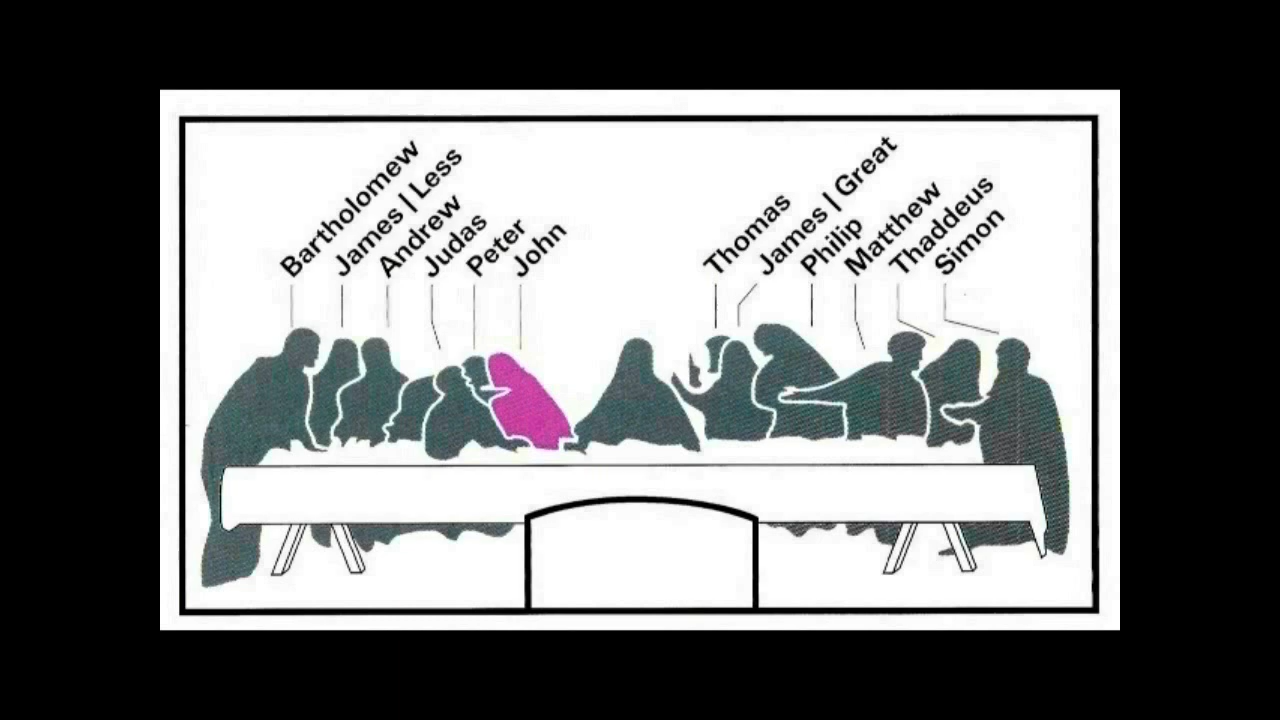 Bartholomew
James | Less
Andrew
Judas
Peter
John
Thomas
James | Great
Philip
Matthew
Thaddeus
Simon